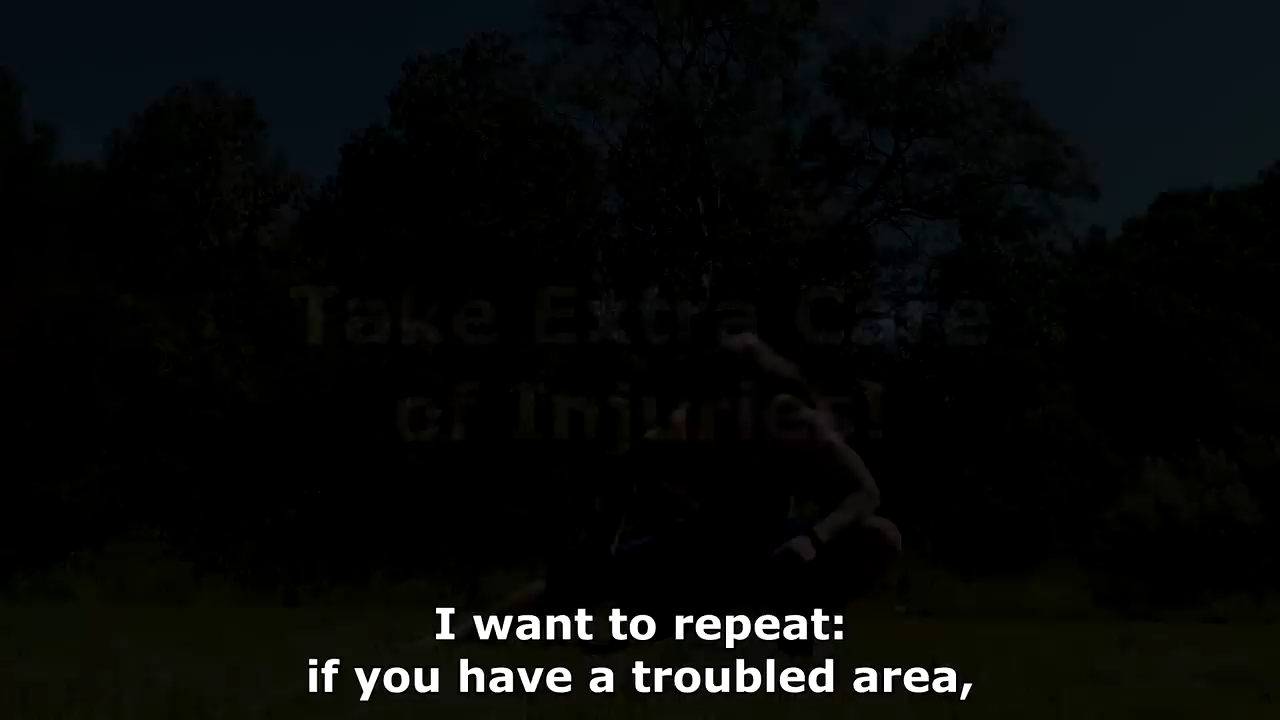 Take Extra Care
of Injuries!
I want to repeat:
if you have a troubled area,